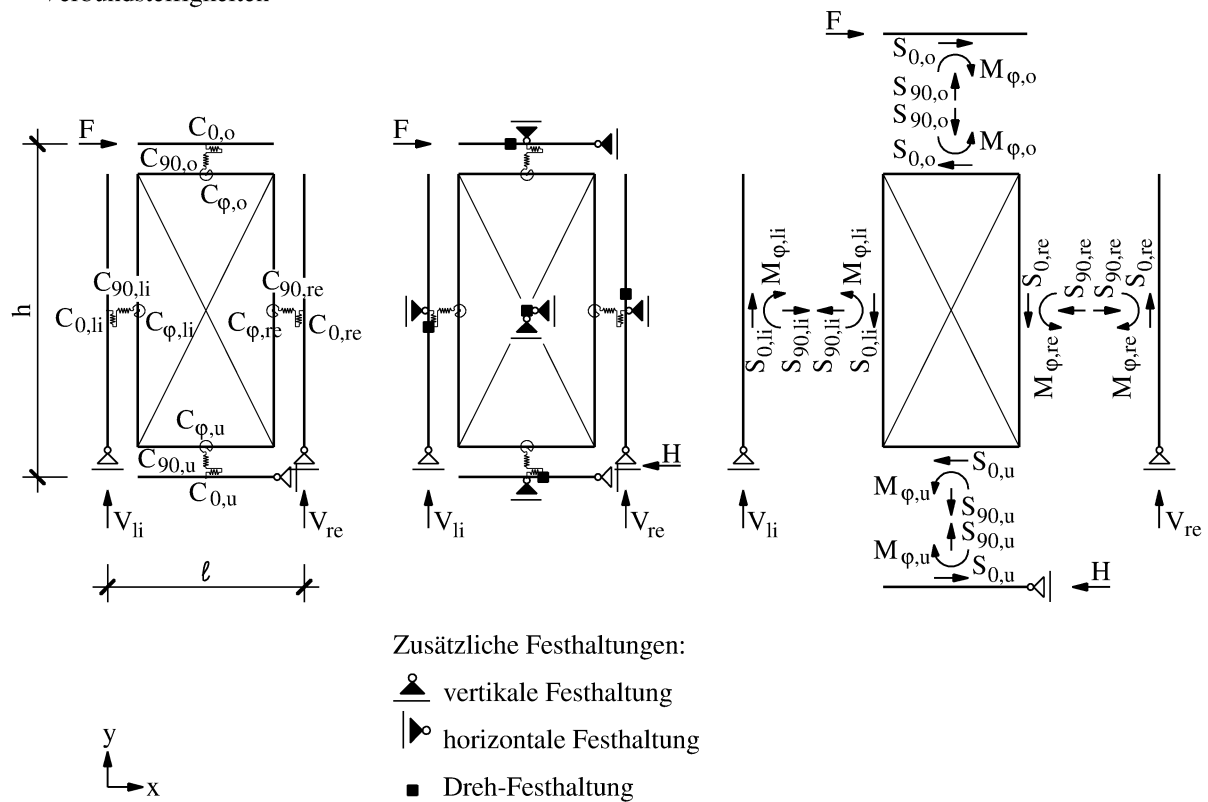 F
C0,o
C90,o
Cφ,o
C90,li
C0,li
Cφ,li
C90,re
Cφ,re
C0,re
Cφ,u
C90,u
C0,u
h
Vli
Vre
ℓ
F
H
Vli
Vre
F
S0,o
Mφ,o
S90,o
S90,o
Mφ,o
S0,o
Mφ,li
Mφ,li
S0,li
S90,li
S90,li
S0,li
S0,re
S90,re
S90,re
S0,re
Mφ,re
Mφ,re
S0,u
Mφ,u
S90,u
S90,u
Mφ,u
S0,u
H
Vli
Vre
Zusätzliche Festhaltungen:
vertikale Festhaltung
horizontale Festhaltung
Dreh-Festhaltung
y
x